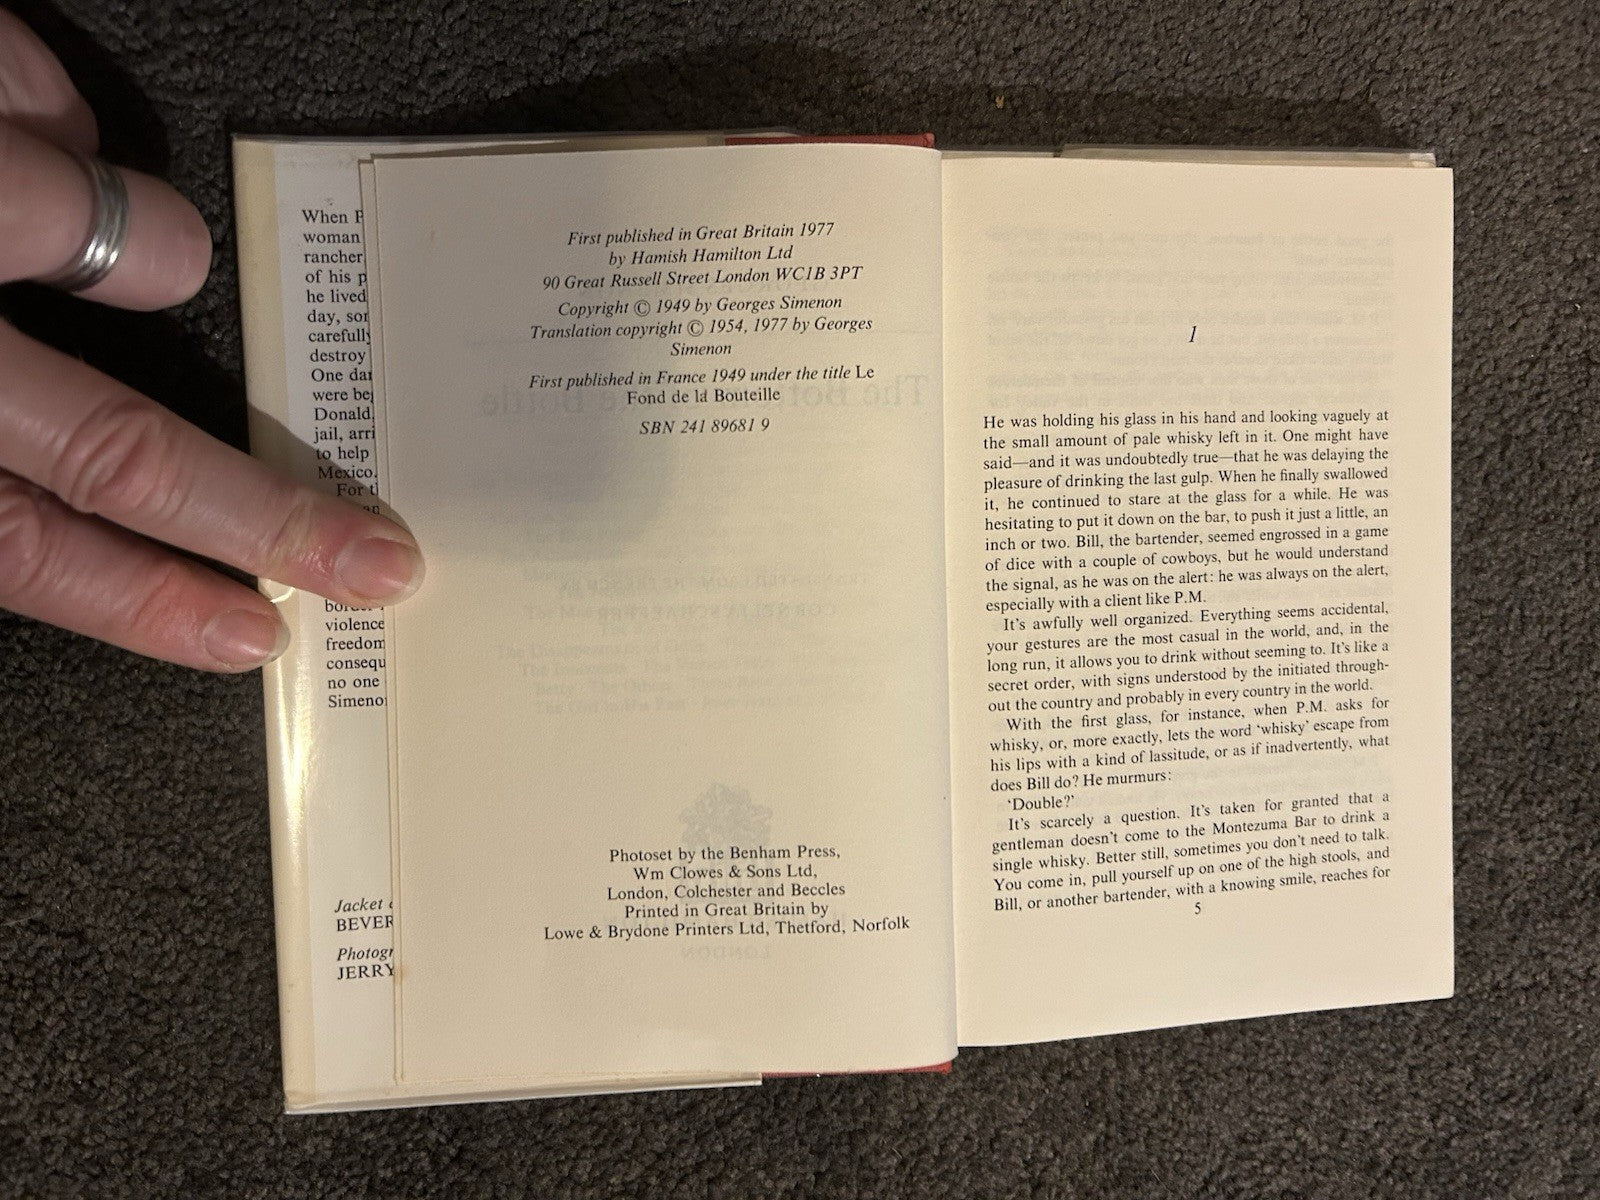 When P
woman
rancher
of his p
he lived
day, sor
carefully
destroy
One dar
were beg
Donald,
jail, arri
to help
Mexico.
For t
an
border
violence
freedom
consequ
no one
Simenon
Jacket
BEVER
Photogr
JERRY
First published in Great Britain 1977
by Hamish Hamilton Ltd
90 Great Russell Street London WC1B 3PT
Copyright © 1949 by Georges Simenon
Translation copyright © 1954, 1977 by Georges
Simenon
First published in France 1949 under the title Le
Fond de la Bouteille
SBN 241 89681 9
Photoset by the Benham Press,
Wm Clowes & Sons Ltd,
London, Colchester and Beccles
Printed in Great Britain by
Lowe & Brydone Printers Ltd, Thetford, Norfolk
1
He was holding his glass in his hand and looking vaguely at
the small amount of pale whisky left in it. One might have
said—and it was undoubtedly true—that he was delaying the
pleasure of drinking the last gulp. When he finally swallowed
it, he continued to stare at the glass for a while. He was
hesitating to put it down on the bar, to push it just a little, an
inch or two. Bill, the bartender, seemed engrossed in a game
of dice with a couple of cowboys, but he would understand
the signal, as he was on the alert: he was always on the alert,
especially with a client like P.M.
It's awfully well organized. Everything seems accidental,
your gestures are the most casual in the world, and, in the
long run, it allows you to drink without seeming to. It's like a
secret order, with signs understood by the initiated through-
out the country and probably in every country in the world.
With the first glass, for instance, when P.M. asks for
whisky, or, more exactly, lets the word 'whisky' escape from
his lips with a kind of lassitude, or as if inadvertently, what
does Bill do? He murmurs:
'Double?'
It's scarcely a question. It's taken for granted that a
gentleman doesn't come to the Montezuma Bar to drink a
single whisky. Better still, sometimes you don't need to talk.
You come in, pull yourself up on one of the high stools, and
Bill, or another bartender, with a knowing smile, reaches for
5